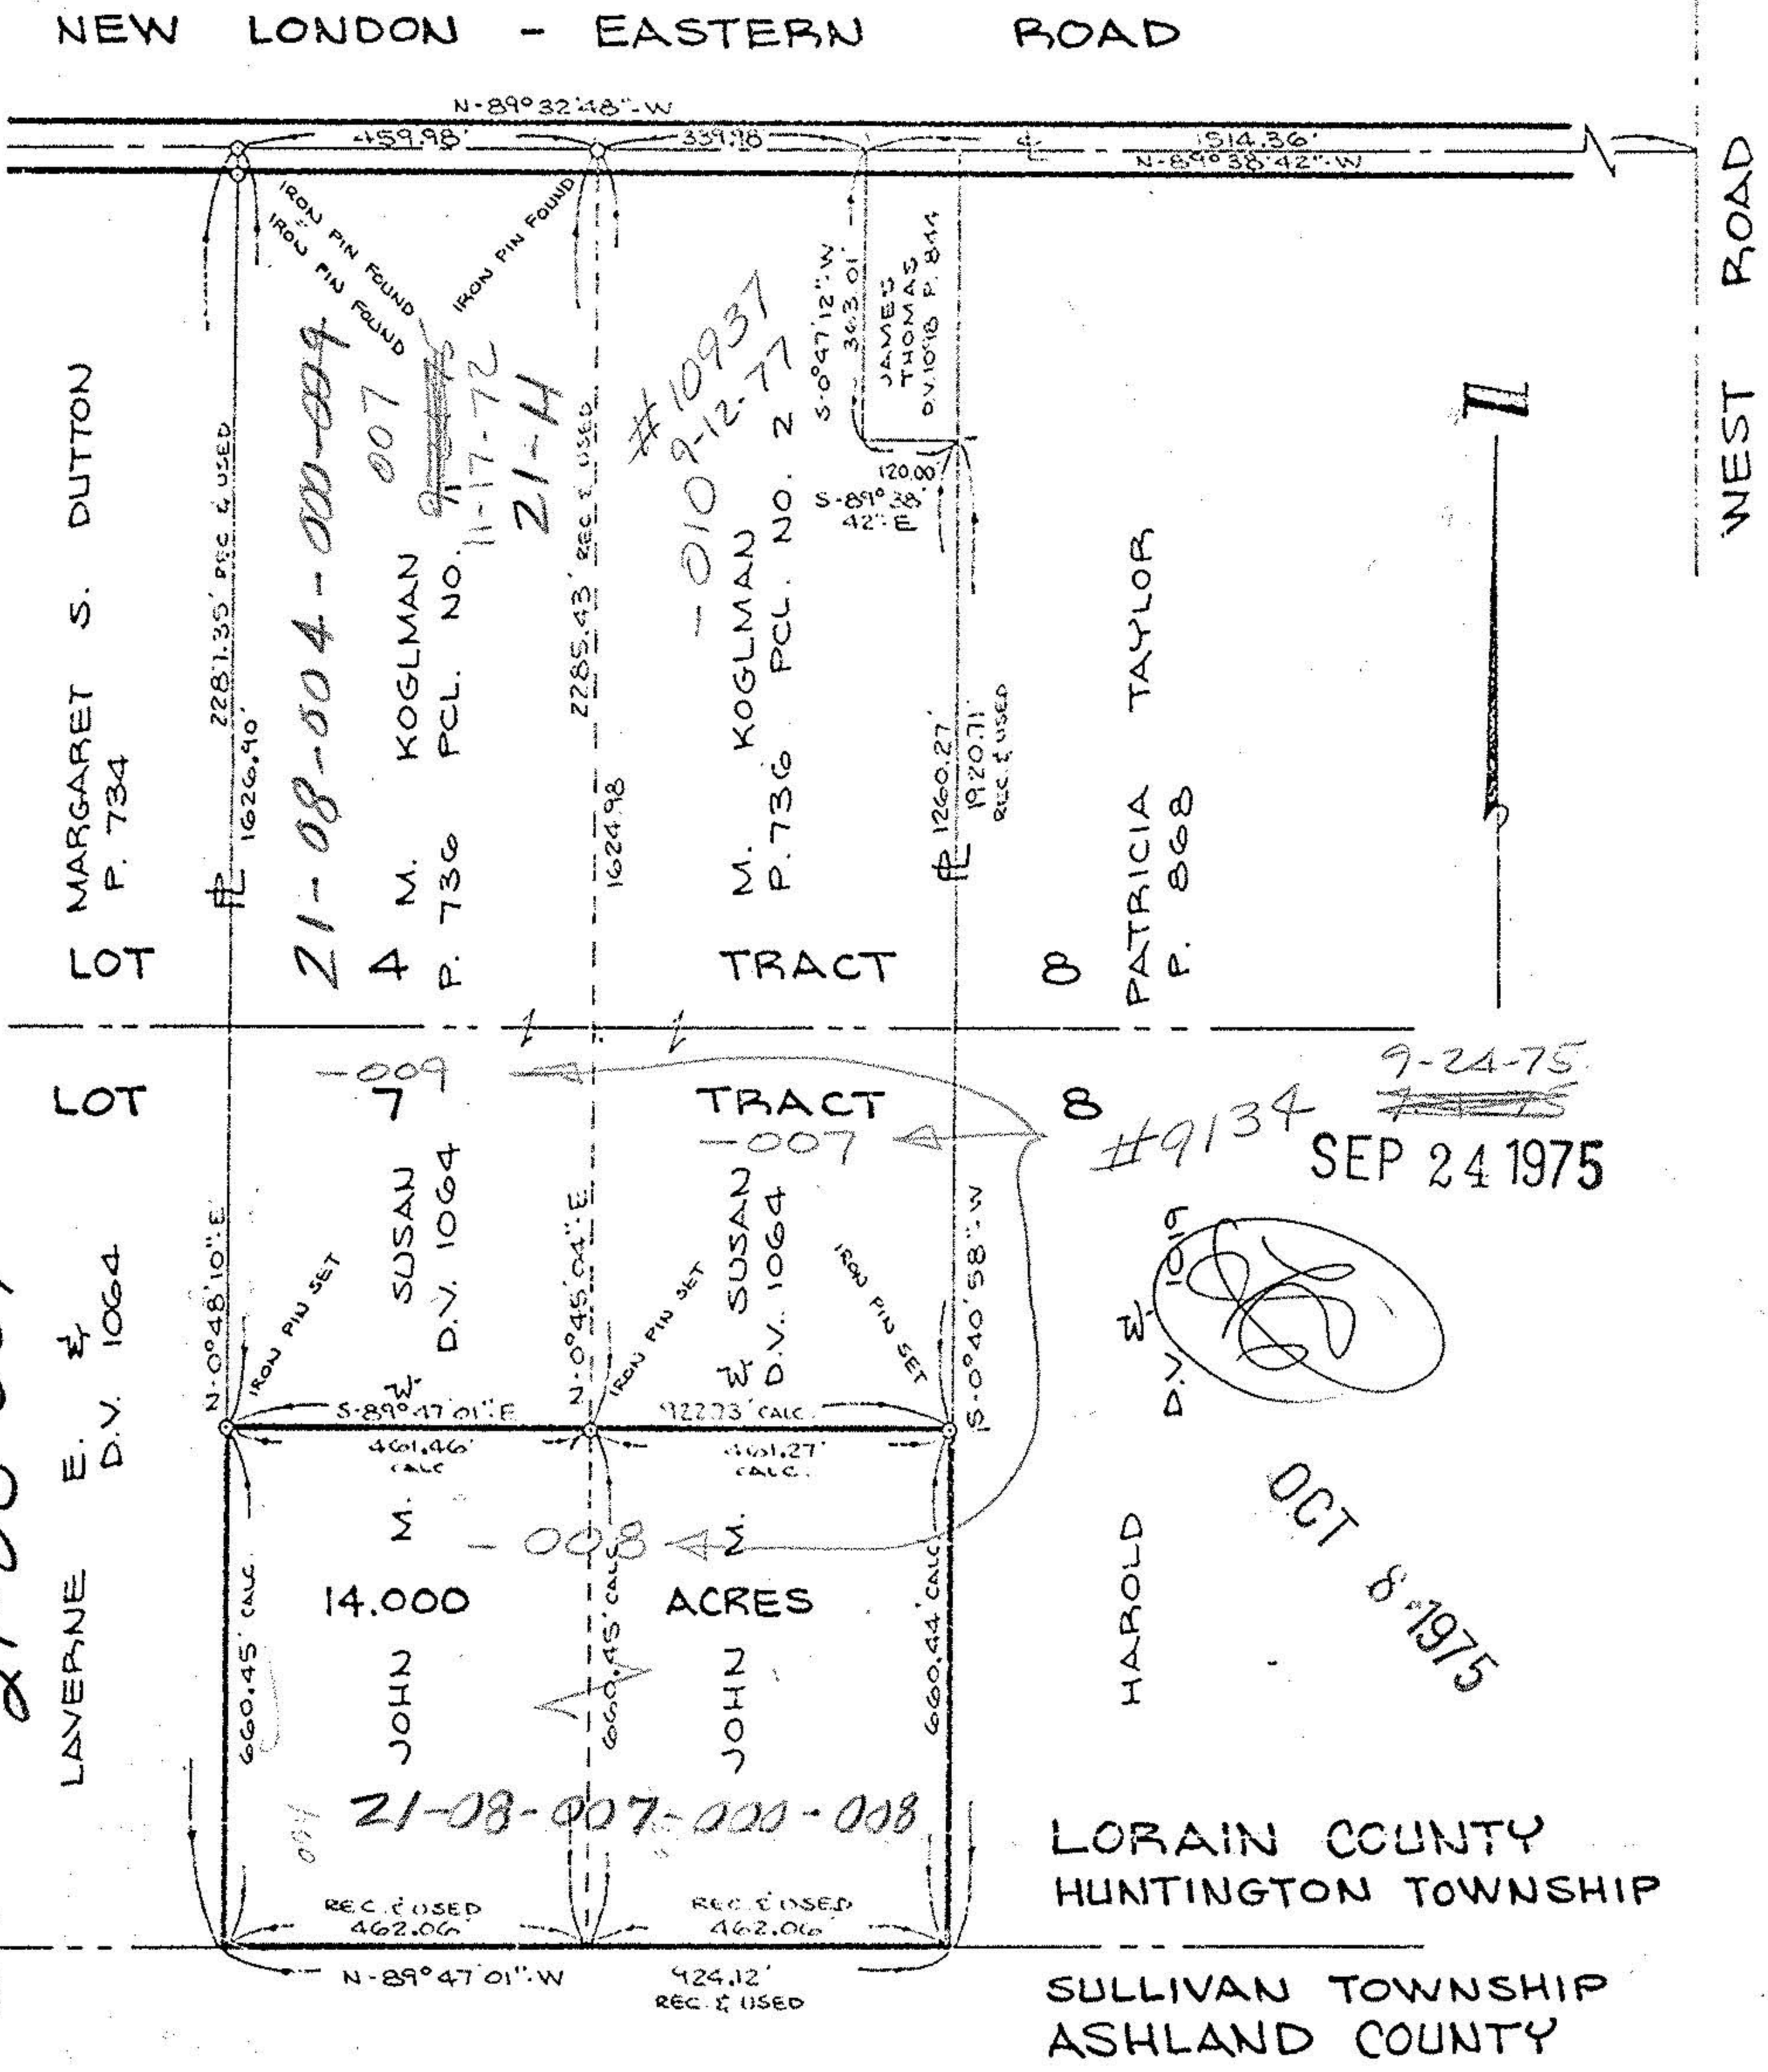 NEW LONDON - EASTERN ROAD
N-89°32'48"-W
459.98'
339.98
1514.36'
N-89°38'42"-W
WEST ROAD
IRON PIN FOUND
IRON PIN FOUND
IRON PIN FOUND
MARGARET S. DUTTON
P. 734
2287.35' REC & USED
1626.90'
21-08-004-000-009
007
11-17-72
21-H
M. KOGLMAN
P. 736 PCL. NO.
2285.43' REC & USED
1624.98
#10937
-010 9-12-77
M. KOGLMAN
P. 736 PCL. NO. 2
S-0°47'12"-W
363.01'
JAMES
THOMAS
D.V. 1098 P. 844
120.00'
S-89°38'
42"-E
1260.27'
1920.71'
REC. & USED
PATRICIA TAYLOR
P. 868
LOT 4 TRACT 8
LOT 7 TRACT 8
-009
-007
#9134
9-24-75
SEP 24 1975
LAVERNE E. &
D.V. 1064
N-0°48'10"-E
IRON PIN SET
& SUSAN
D.V. 1064
N-0°45'04"-E
IRON PIN SET
& SUSAN
D.V. 1064
IRON PIN SET
S-0°40'58"-W
HAROLD &
D.V. 1019
OCT 8-1975
S-89°47'01"-E
922.73' CALC.
461.46'
CALC
461.27'
CALC.
-008
14.000 ACRES
JOHN M.
JOHN M.
660.45' CALC.
660.45' CALC
660.44' CALC.
21-08-007-000-008
REC. & USED
462.06'
REC. & USED
462.06'
N-89°47'01"-W
924.12'
REC. & USED
LORAIN COUNTY
HUNTINGTON TOWNSHIP
SULLIVAN TOWNSHIP
ASHLAND COUNTY